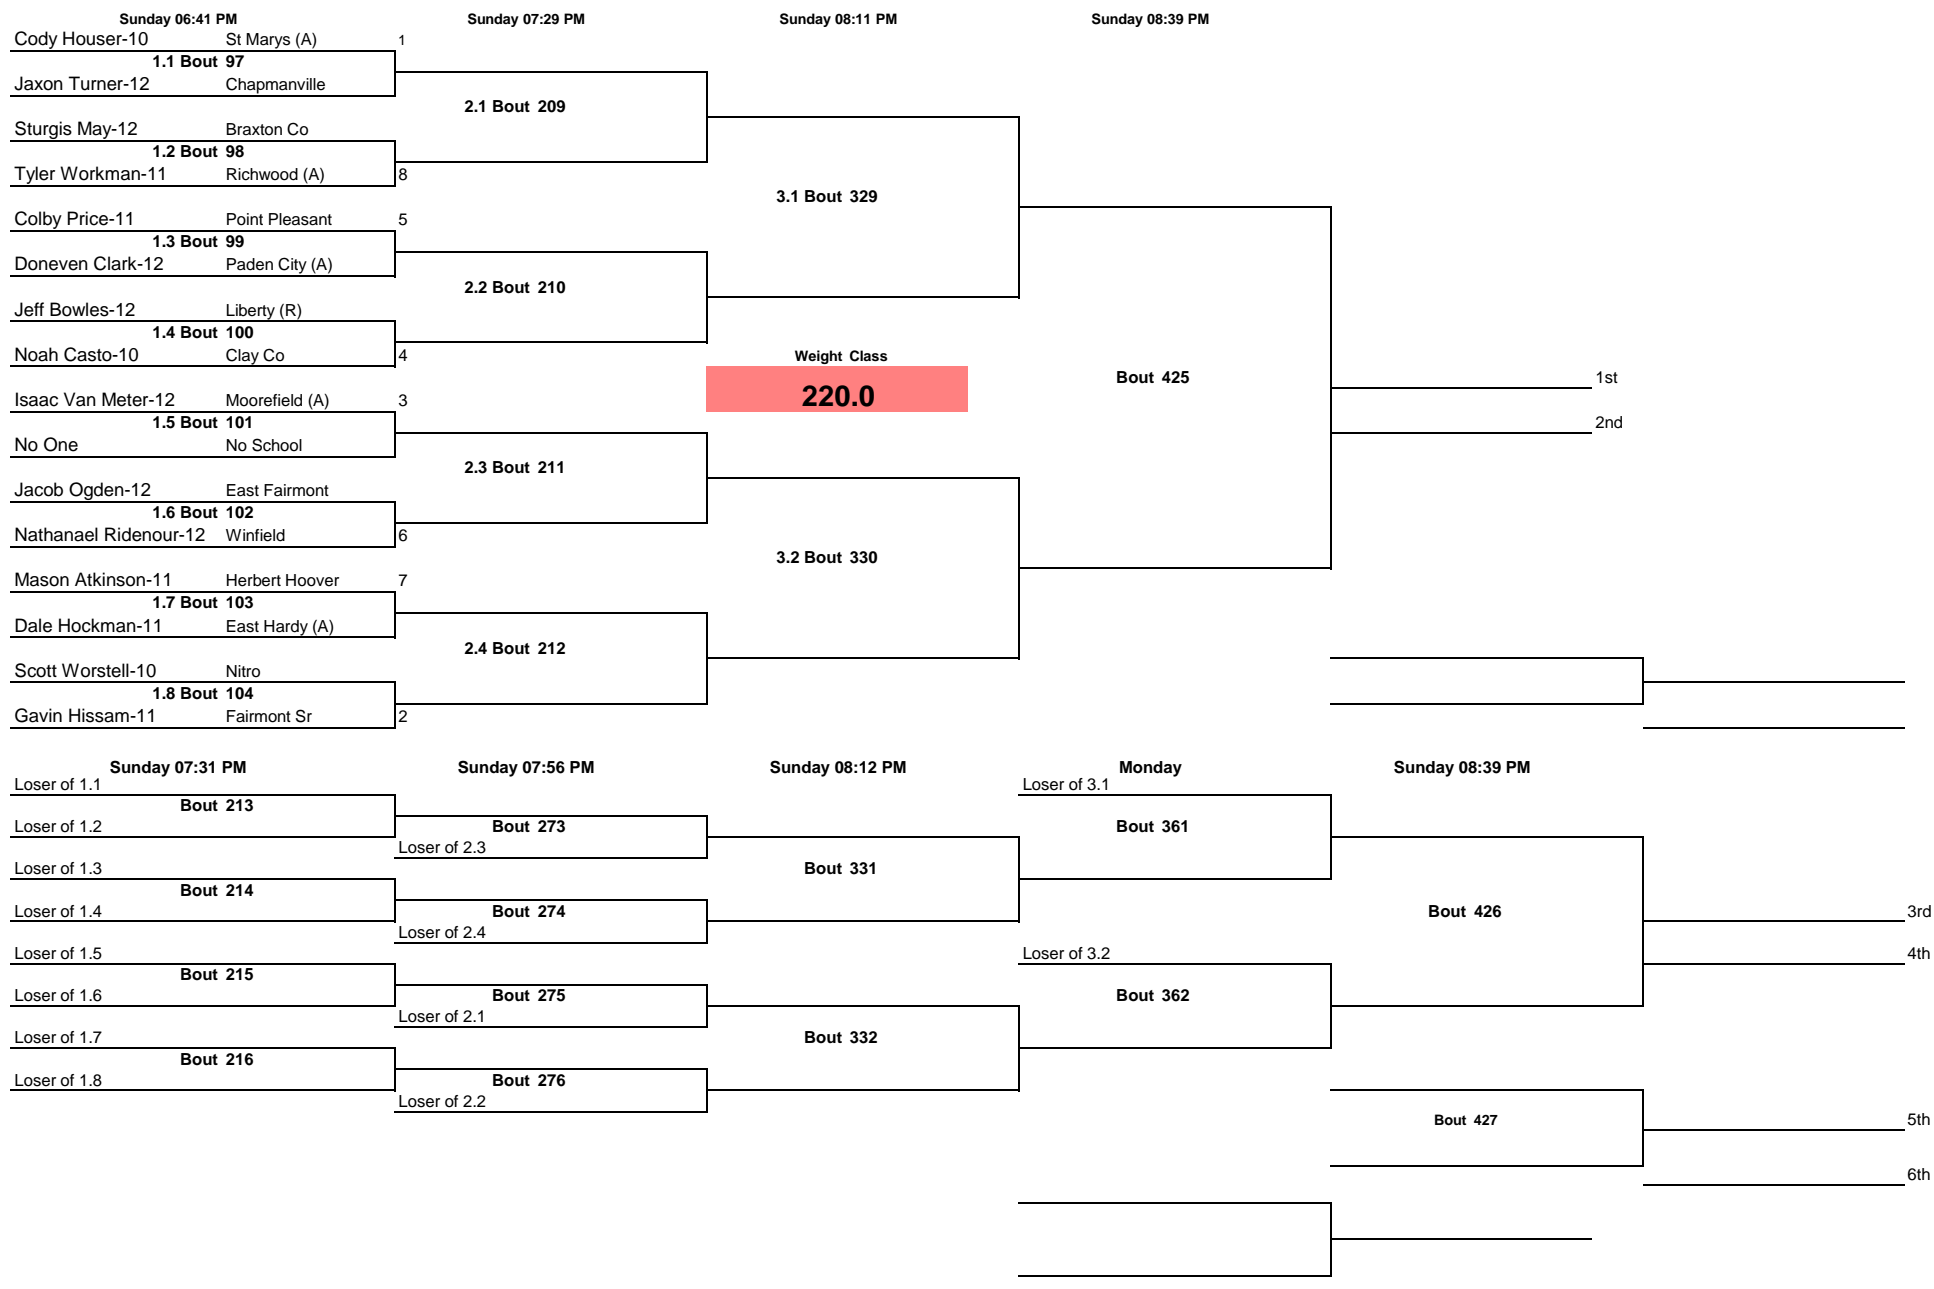 Sunday 06:41 PM Sunday 07:29 PM Sunday 08:11 PM Sunday 08:39 PM
Cody Houser-10 St Marys (A) 1
1.1 Bout 97
Jaxon Turner-12 Chapmanville
2.1 Bout 209
Sturgis May-12 Braxton Co
1.2 Bout 98
Tyler Workman-11 Richwood (A) 8
3.1 Bout 329
Colby Price-11 Point Pleasant 5
1.3 Bout 99
Doneven Clark-12 Paden City (A)
2.2 Bout 210
Jeff Bowles-12 Liberty (R)
1.4 Bout 100
Noah Casto-10 Clay Co 4 Weight Class
Bout 425 1st
220.0
Isaac Van Meter-12 Moorefield (A) 3
1.5 Bout 101 2nd
No One No School
2.3 Bout 211
Jacob Ogden-12 East Fairmont
1.6 Bout 102
Nathanael Ridenour-12 Winfield 6
3.2 Bout 330
Mason Atkinson-11 Herbert Hoover 7
1.7 Bout 103
Dale Hockman-11 East Hardy (A)
2.4 Bout 212
Scott Worstell-10 Nitro
1.8 Bout 104
Gavin Hissam-11 Fairmont Sr 2
Sunday 07:31 PM Sunday 07:56 PM Sunday 08:12 PM Monday Sunday 08:39 PM
Loser of 1.1 Loser of 3.1
Bout 213
Loser of 1.2 Bout 273 Bout 361
Loser of 2.3
Loser of 1.3 Bout 331
Bout 214
Loser of 1.4 Bout 274 Bout 426 3rd
Loser of 2.4
Loser of 1.5 Loser of 3.2 4th
Bout 215
Loser of 1.6 Bout 275 Bout 362
Loser of 2.1
Loser of 1.7 Bout 332
Bout 216
Loser of 1.8 Bout 276
Loser of 2.2
Bout 427 5th
6th